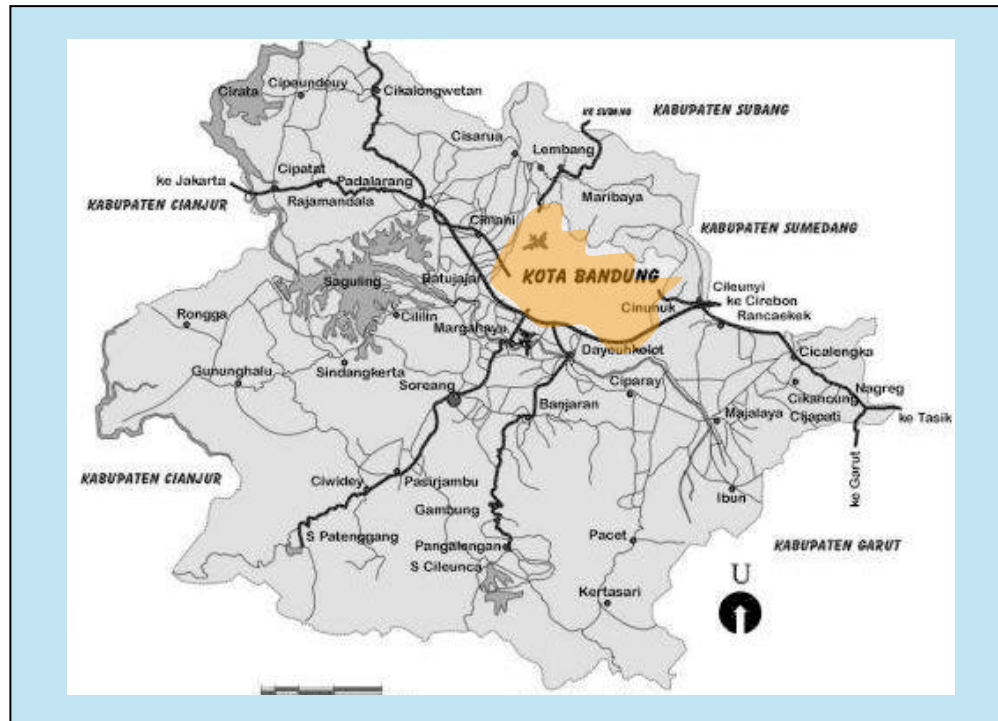 Cirata
Cipeundeuy
Cikalongwetan
KE SUBANG
KABUPATEN SUBANG
Cisarua
Lembang
Cipatat
ke Jakarta
Padalarang
Rajamandala
Maribaya
KABUPATEN CIANJUR
Cimahi
KABUPATEN SUMEDANG
Batujajar
KOTA BANDUNG
Saguling
Cileunyi
ke Cirebon
Cinunuk
Rancaekek
Rongga
Cililin
Margahayu
Dayeuhkolot
Cicalengka
Gununghalu
Sindangkerta
Soreang
Ciparay
Nagreg
Cikancung
Banjaran
Majalaya
Cijapati
ke Tasik
ke Garut
KABUPATEN CIANJUR
Ciwidey
Pasirjambu
Ibun
Gambung
S Patenggang
Pangalengan
Pacet
KABUPATEN GARUT
S Cileunca
U
Kertasari